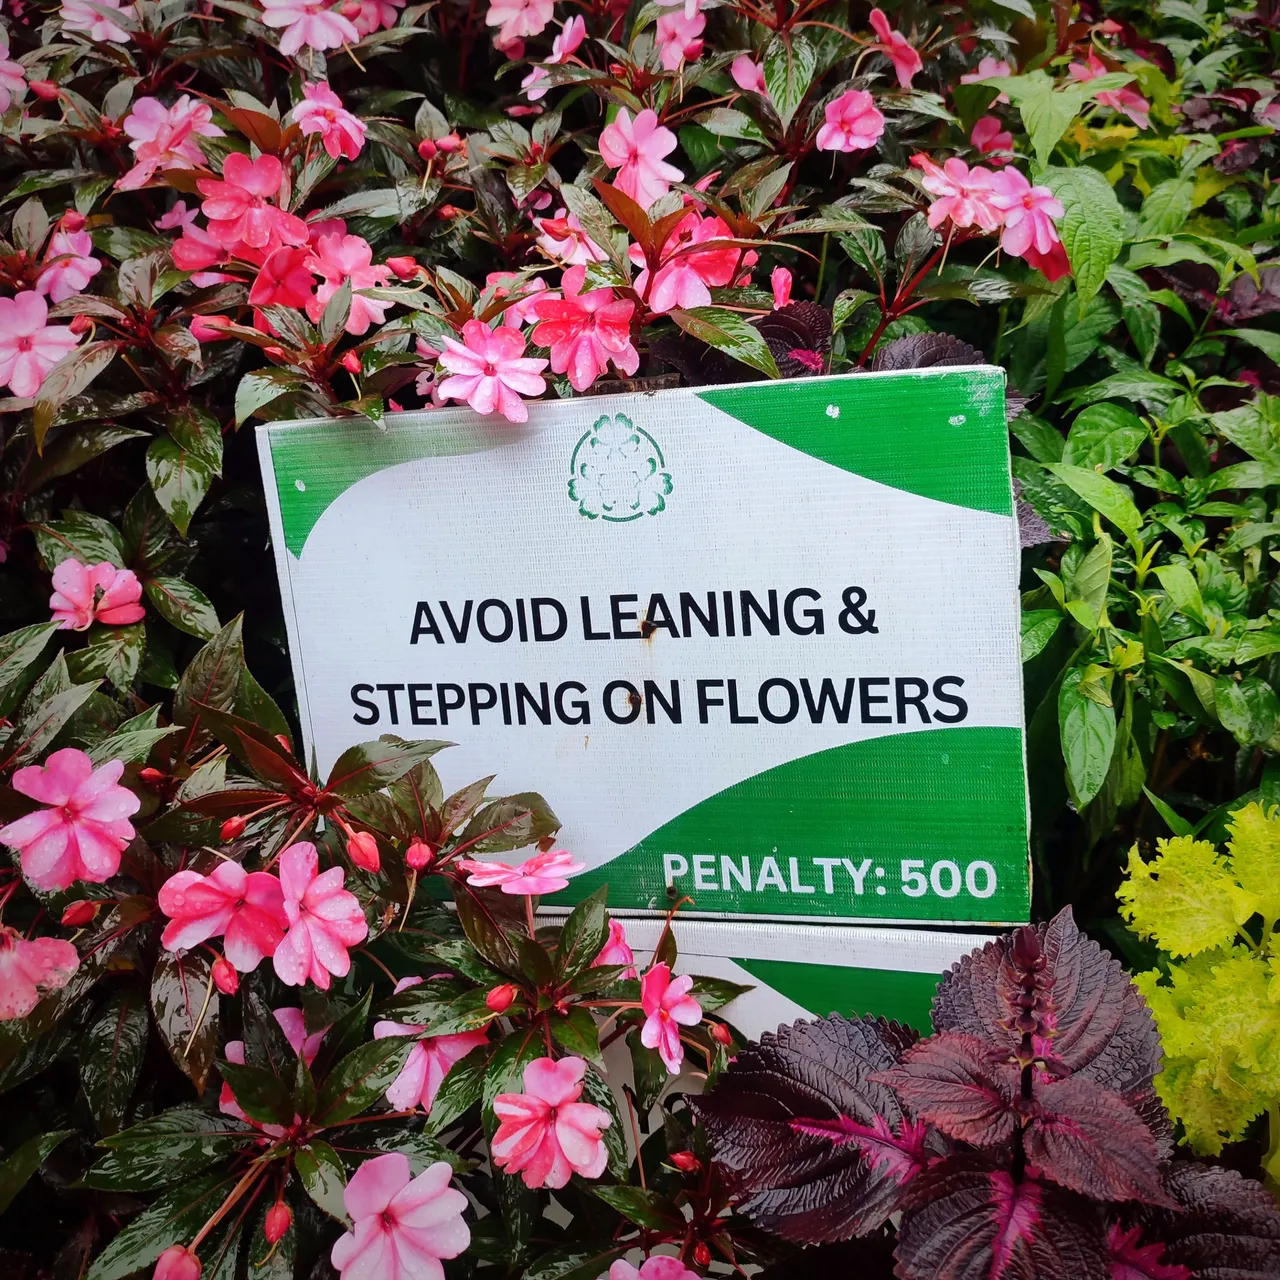 AVOID LEANING &
STEPPING ON FLOWERS
PENALTY: 500